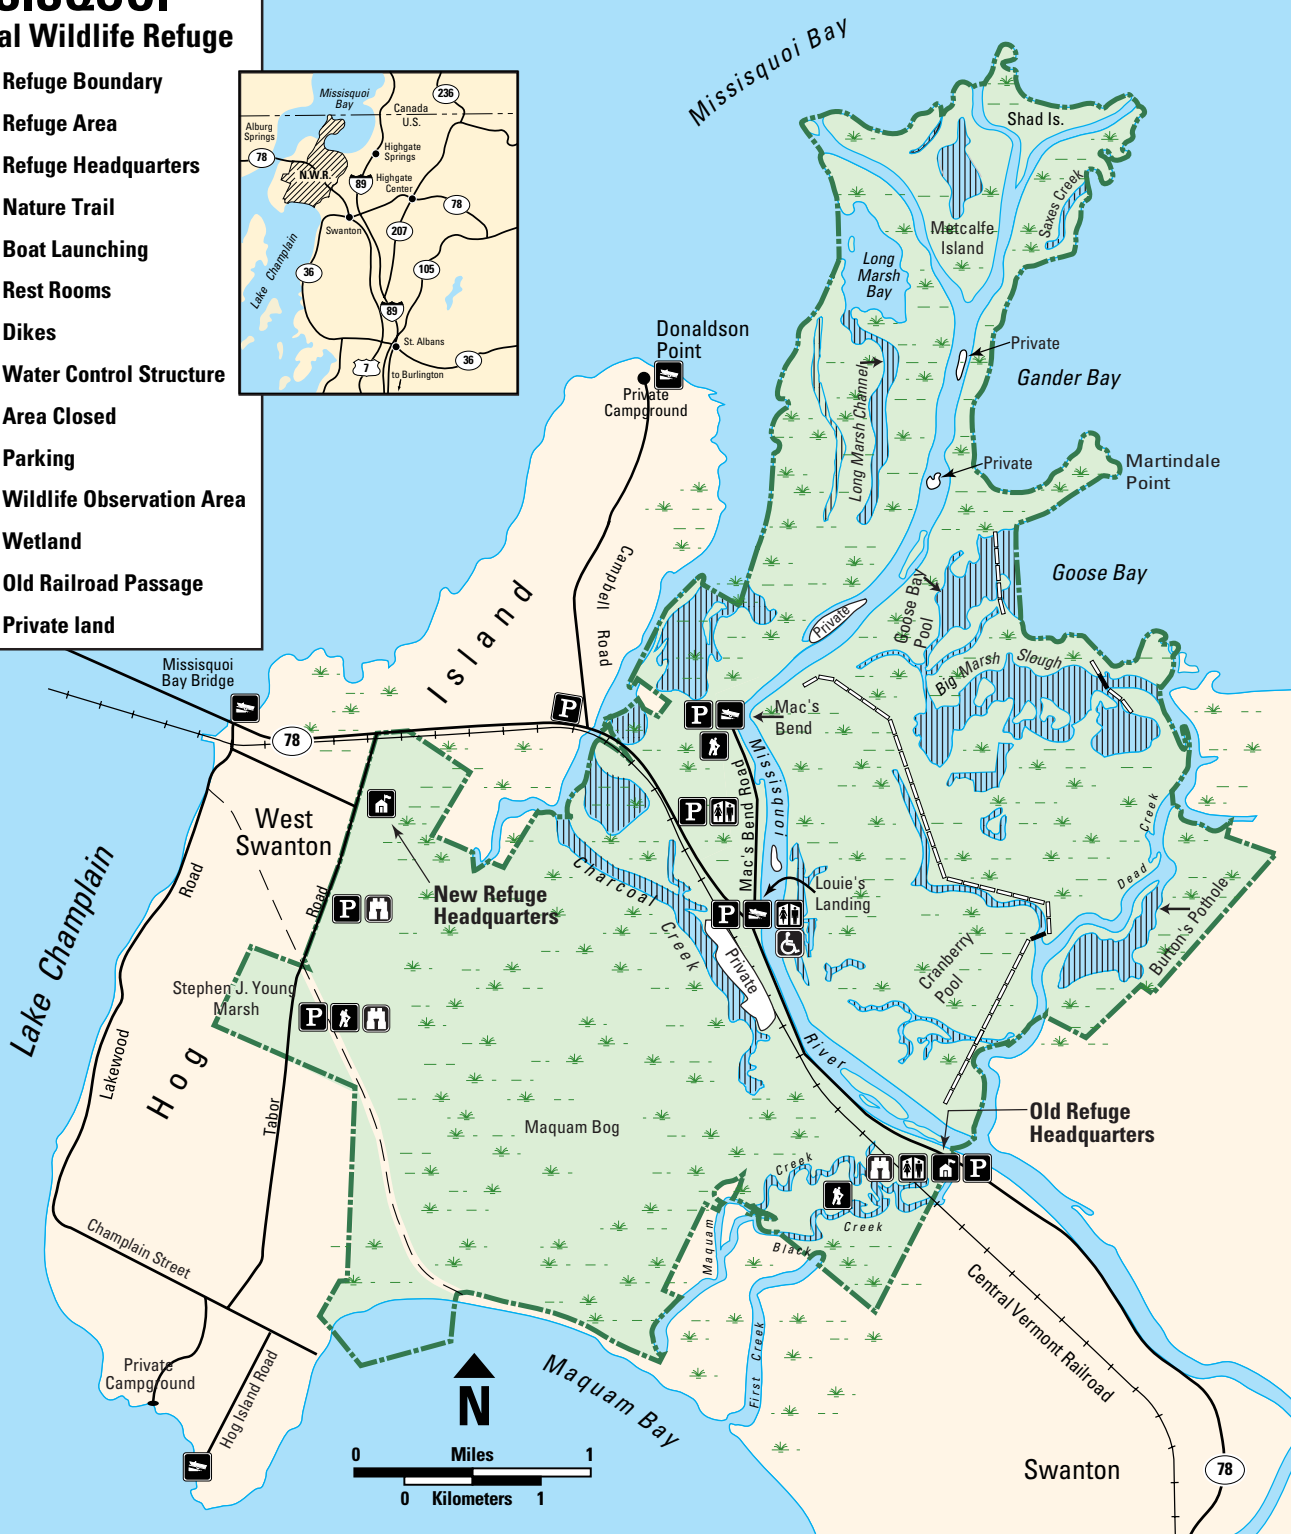 al Wildlife Refuge
Refuge Boundary
Refuge Area
Refuge Headquarters
Nature Trail
Boat Launching
Rest Rooms
Dikes
Water Control Structure
Area Closed
Parking
Wildlife Observation Area
Wetland
Old Railroad Passage
Private land
Missisquoi
Bay
236
Canada
U.S.
Alburg
Springs
78
Highgate
Springs
N.W.R.
89
Highgate
Center
78
Swanton
207
Lake Champlain
36
105
89
St. Albans
7
36
to Burlington
Missisquoi Bay
Shad Is.
Saxes Creek
Metcalfe
Island
Long
Marsh
Bay
Private
Gander Bay
Long Marsh Channel
Donaldson
Point
Private
Campground
Private
Martindale
Point
Goose Bay
Goose Bay
Pool
Private
Big Marsh Slough
Campbell Road
Island
Missisquoi
Bay Bridge
78
P
P
Mac's
Bend
Missisquoi
Mac's Bend Road
P
West
Swanton
Road
Road
New Refuge
Headquarters
P
Charcoal
Creek
Louie's
Landing
P
Private
Creek
Dead
Burton's Pothole
Cranberry
Pool
Lake Champlain
Stephen J. Young
Marsh
P
Lakewood
Hog
Tabor
River
Maquam Bog
Old Refuge
Headquarters
P
Creek
Creek
Black
Maquam
Champlain Street
Central Vermont Railroad
First Creek
Private
Campground
Hog Island Road
N
Maquam Bay
0 Miles 1
0 Kilometers 1
Swanton
78